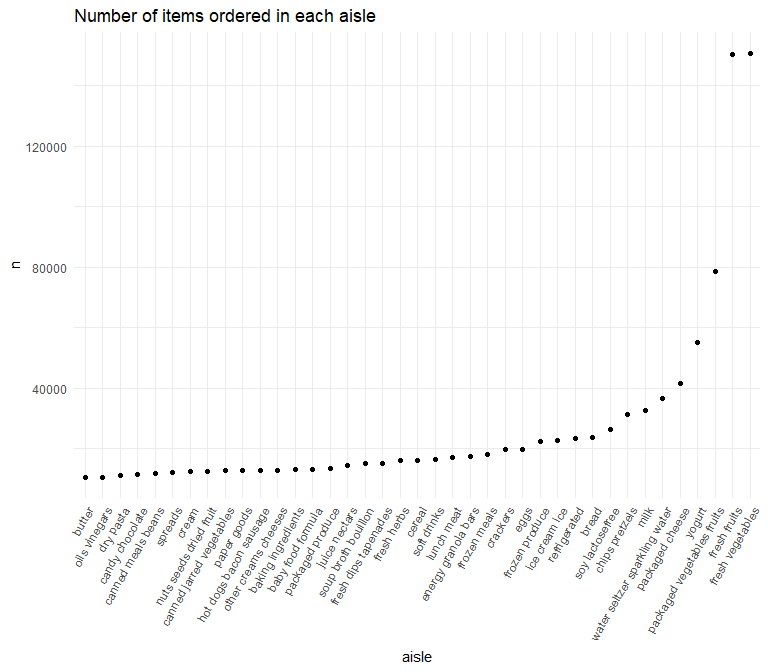 Number of items ordered in each aisle
120000
80000
40000
n
butter
oils vinegars
dry pasta
candy chocolate
canned meals beans
spreads
cream
nuts seeds dried fruit
canned jarred vegetables
paper goods
hot dogs bacon sausage
other creams cheeses
baking ingredients
baby food formula
packaged produce
juice nectars
soup broth bouillon
fresh dips tapenades
fresh herbs
cereal
soft drinks
lunch meat
energy granola bars
frozen meals
crackers
eggs
frozen produce
ice cream ice
refrigerated
bread
soy lactosefree
chips pretzels
milk
water seltzer sparkling water
packaged cheese
yogurt
packaged vegetables fruits
fresh fruits
fresh vegetables
aisle